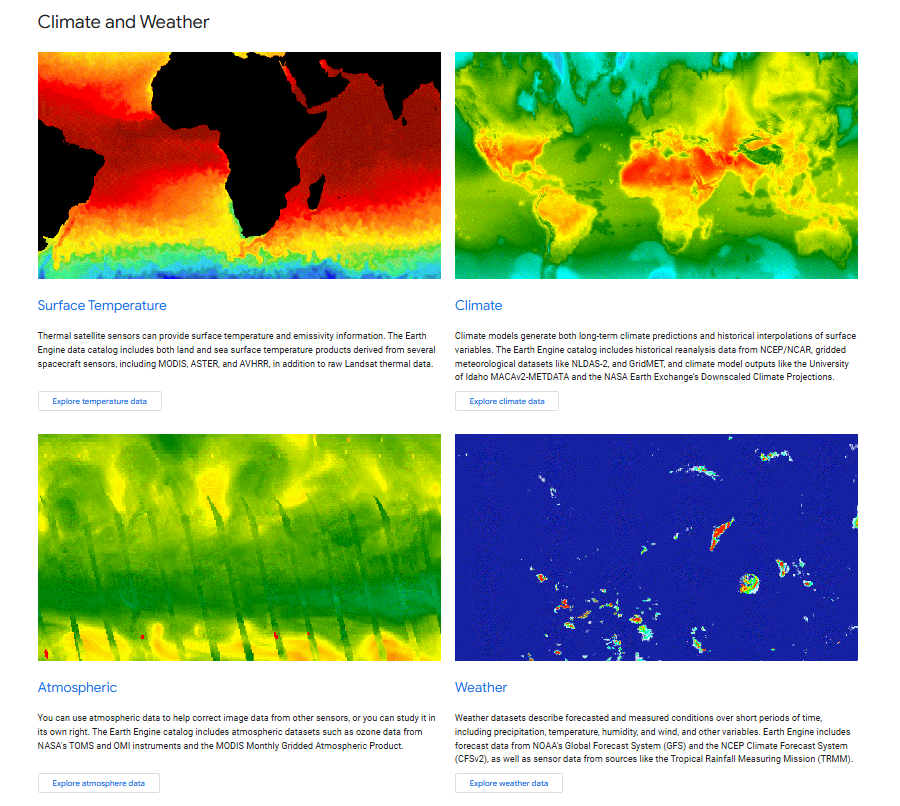 Climate and Weather
Surface Temperature
Thermal satellite sensors can provide surface temperature and emissivity information. The Earth
Engine data catalog includes both land and sea surface temperature products derived from several
spacecraft sensors, including MODIS, ASTER, and AVHRR, in addition to raw Landsat thermal data.
Explore temperature data
Climate
Climate models generate both long-term climate predictions and historical interpolations of surface
variables. The Earth Engine catalog includes historical reanalysis data from NCEP/NCAR, gridded
meteorological datasets like NLDAS-2, and GridMET, and climate model outputs like the University
of Idaho MACAv2-METDATA and the NASA Earth Exchange's Downscaled Climate Projections.
Explore climate data
Atmospheric
You can use atmospheric data to help correct image data from other sensors, or you can study it in
its own right. The Earth Engine catalog includes atmospheric datasets such as ozone data from
NASA's TOMS and OMI instruments and the MODIS Monthly Gridded Atmospheric Product.
Explore atmosphere data
Weather
Weather datasets describe forecasted and measured conditions over short periods of time,
including precipitation, temperature, humidity, and wind, and other variables. Earth Engine includes
forecast data from NOAA's Global Forecast System (GFS) and the NCEP Climate Forecast System
(CFSv2), as well as sensor data from sources like the Tropical Rainfall Measuring Mission (TRMM).
Explore weather data